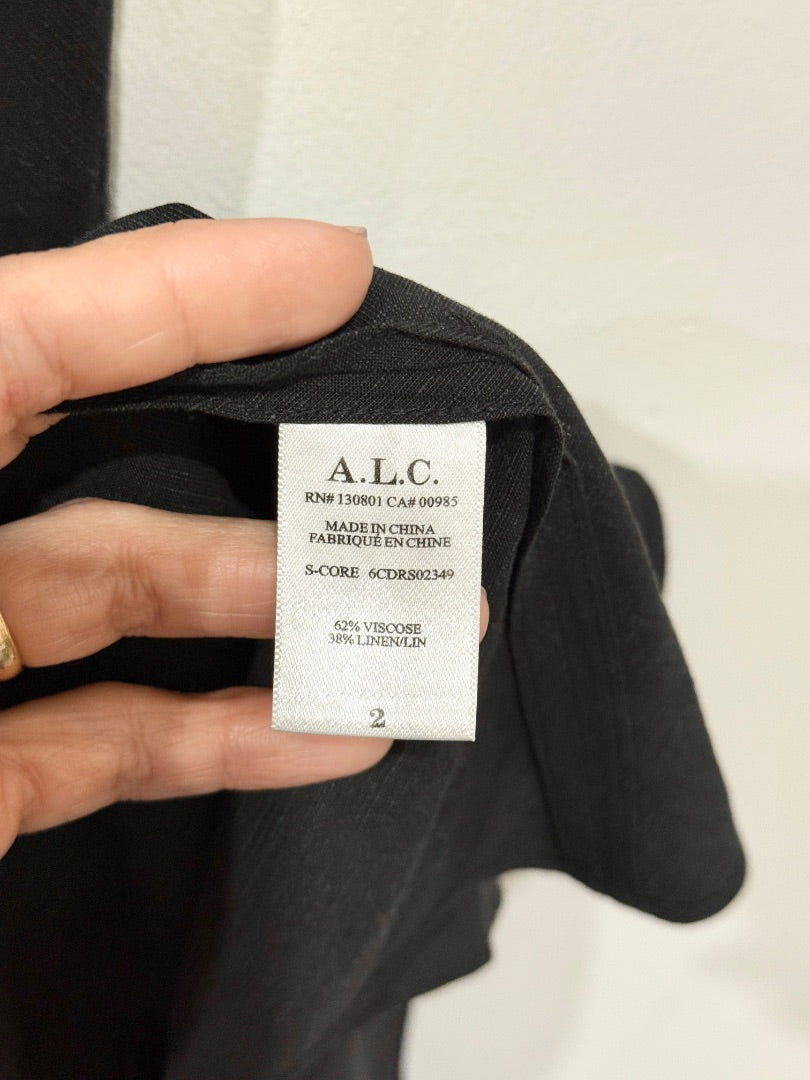 A.L.C.
RN# 130801 CA# 00985
MADE IN CHINA
FABRIQUÉ EN CHINE
S-CORE 6CDRS02349
62% VISCOSE
38% LINEN/LIN
2